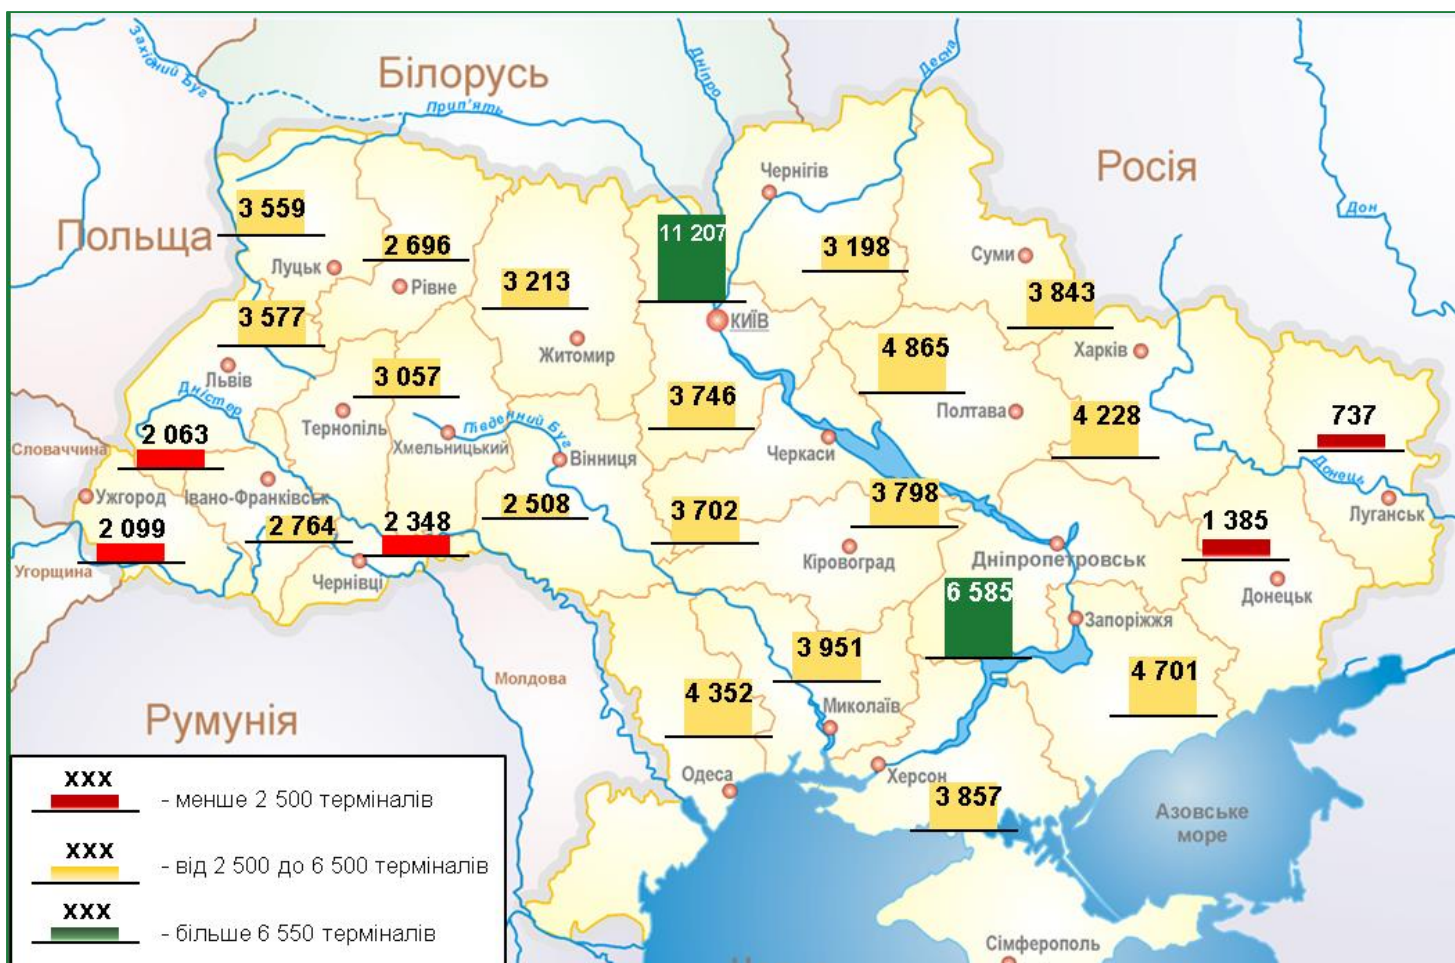 Західний Буг
Білорусь
Дніпро
Десна
Прип'ять
Чернігів
Росія
Дон
Польща
3 559
2 696
11 207
3 198
Суми
Луцьк
Рівне
3 213
3 843
3 577
КИЇВ
Житомир
4 865
Харків
Львів
3 057
Дністер
3 746
Полтава
737
Тернопіль
Південний Буг
4 228
2 063
Хмельницький
Черкаси
Словаччина
Вінниця
Донець
Ужгород
Івано-Франківськ
2 508
3 798
Луганськ
2 099
2 764
2 348
3 702
1 385
Угорщина
Чернівці
Кіровоград
Дніпропетровськ
6 585
Донецьк
Запоріжжя
3 951
Молдова
4 352
4 701
Румунія
Миколаїв
Одеса
Херсон
3 857
Азовське
море
xxx
- менше 2 500 терміналів
xxx
- від 2 500 до 6 500 терміналів
xxx
- більше 6 550 терміналів
Сімферополь